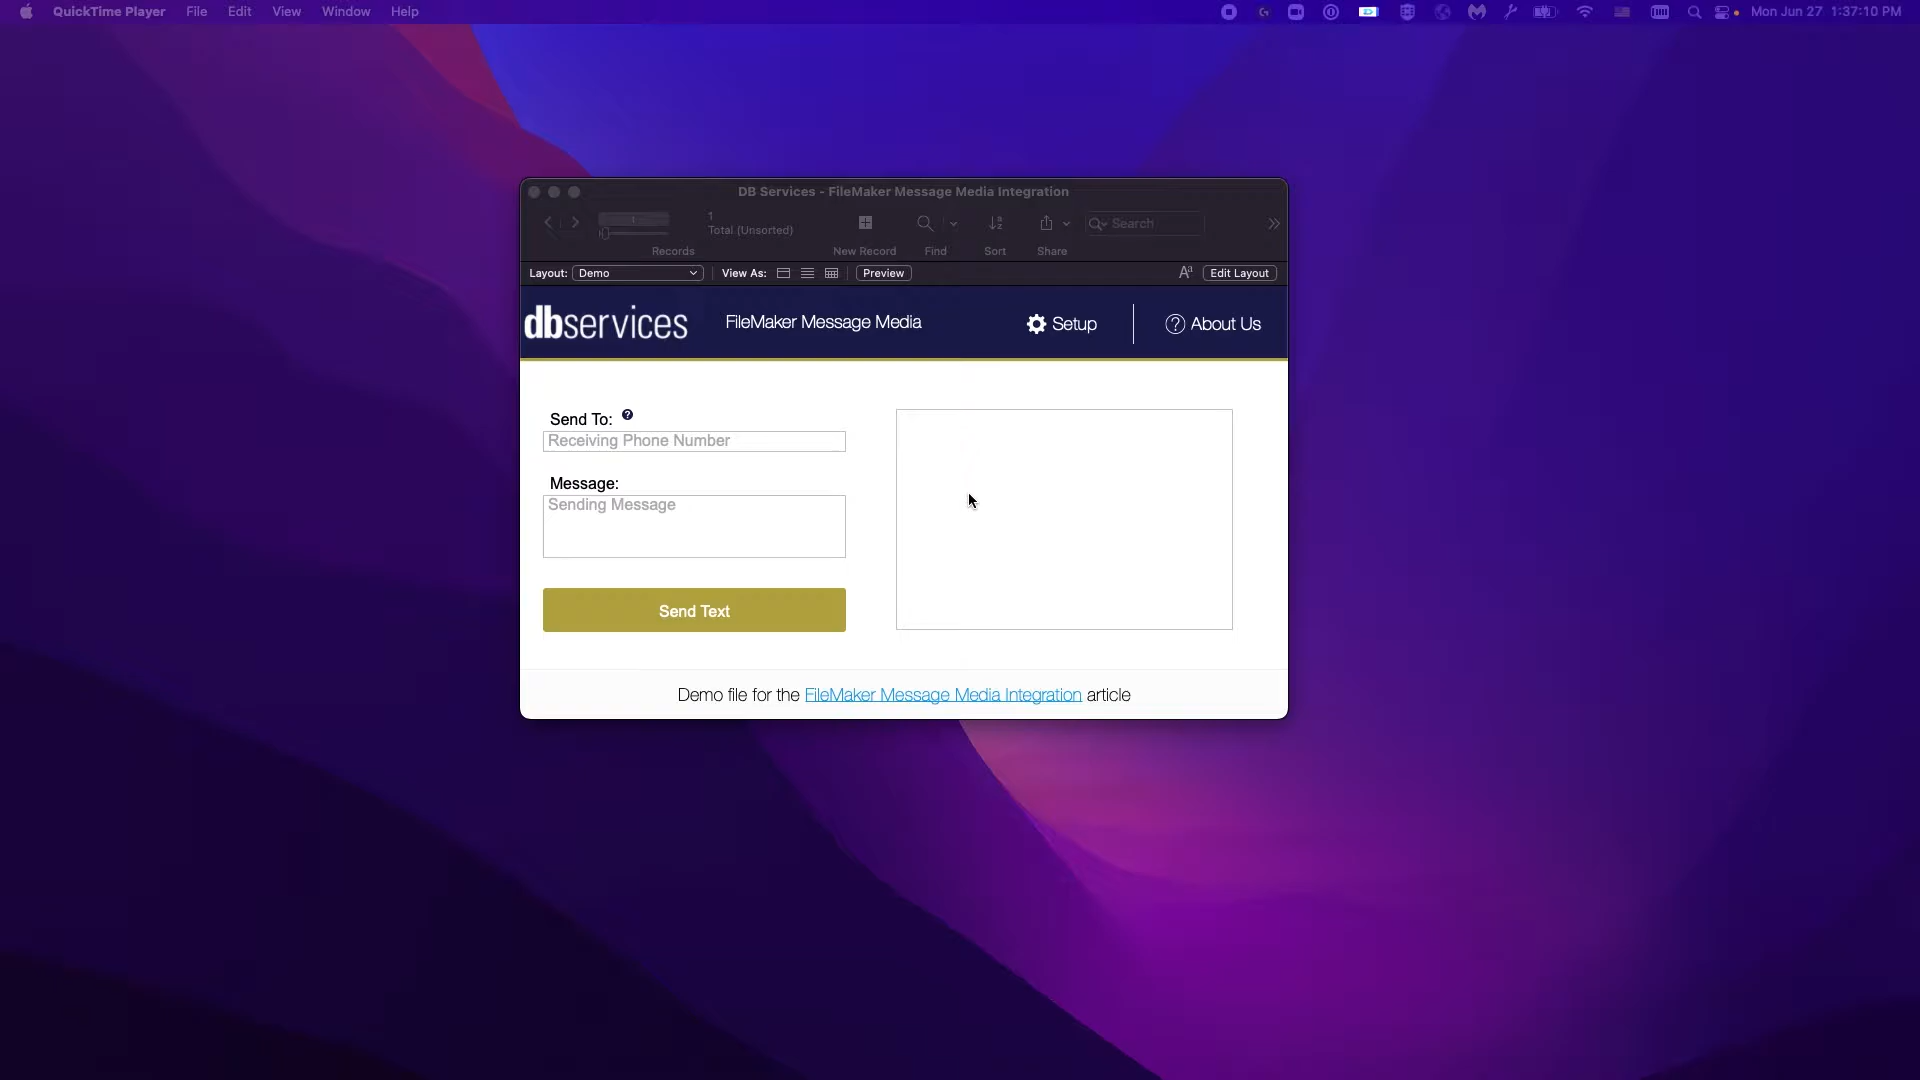 QuickTime Player File Edit View Window Help
Mon Jun 27 1:37:10 PM
DB Services - FileMaker Message Media Integration
1
1
Total (Unsorted)
Search
Records
New Record
Find
Sort
Share
Layout: Demo
View As:
Preview
Edit Layout
dbservices
FileMaker Message Media
Setup
About Us
Send To:
Receiving Phone Number
Message:
Sending Message
Send Text
Demo file for the FileMaker Message Media Integration article